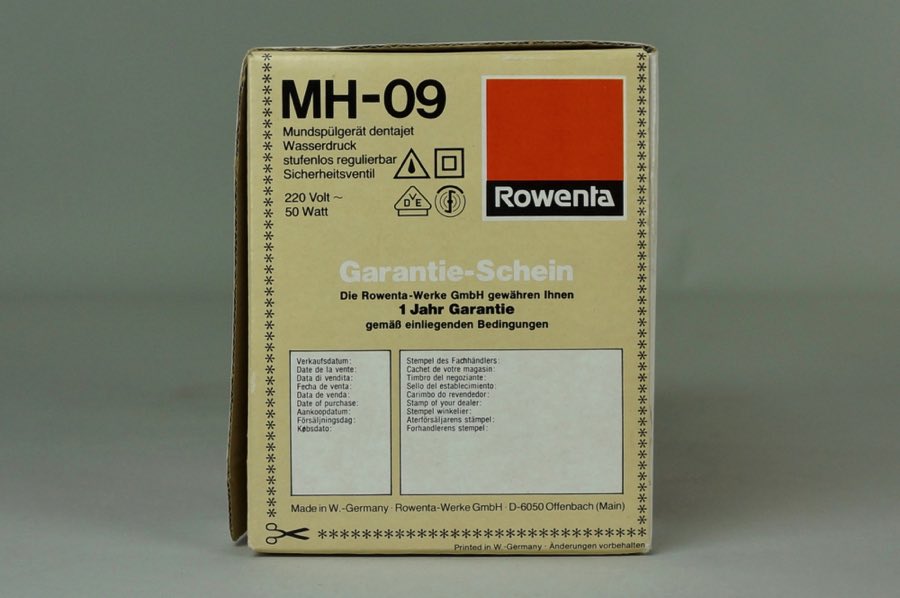 MH-09
Mundspülgerät dentajet
Wasserdruck
stufenlos regulierbar
Sicherheitsventil
220 Volt ~
50 Watt
DVE
Rowenta
Garantie-Schein
Die Rowenta-Werke GmbH gewähren Ihnen
1 Jahr Garantie
gemäß einliegenden Bedingungen
Verkaufsdatum:
Date de la vente:
Data di vendita:
Fecha de venta:
Data de venda:
Date of purchase:
Aankoopdatum:
Försäljningsdag:
Købsdato:
Stempel des Fachhändlers:
Cachet de votre magasin:
Timbro del negoziante:
Sello del establecimiento:
Carimbo do revendedor:
Stamp of your dealer:
Stempel winkelier:
Återförsäljarens stämpel:
Forhandlerens stempel:
Made in W.-Germany · Rowenta-Werke GmbH · D-6050 Offenbach (Main)
Printed in W.-Germany · Änderungen vorbehalten